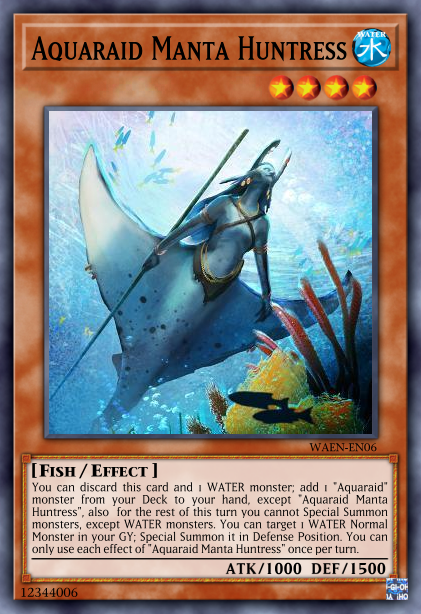 AQUARAID MANTA HUNTRESS
WATER
水
WAEN-EN06
[FISH / EFFECT ]
You can discard this card and 1 WATER monster; add 1 "Aquaraid"
monster from your Deck to your hand, except "Aquaraid Manta
Huntress", also for the rest of this turn you cannot Special Summon
monsters, except WATER monsters. You can target 1 WATER Normal
Monster in your GY; Special Summon it in Defense Position. You can
only use each effect of "Aquaraid Manta Huntress" once per turn.
ATK/1000 DEF/1500
12344006